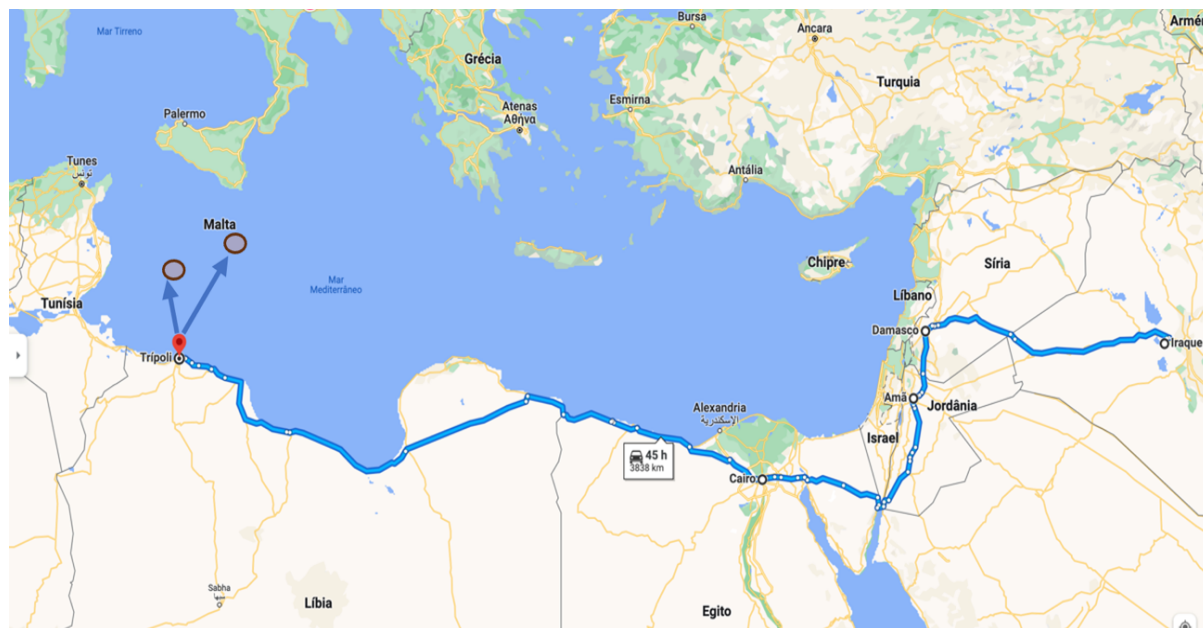 Bursa
Ancara
Armén
Mar Tirreno
Grécia
Turquia
Esmirna
Atenas
Αθήνα
Palermo
Tunes
تونس
Antália
Malta
Síria
Chipre
Mar
Mediterrâneo
Líbano
Tunísia
Damasco
Iraque
Trípoli
Amã
Jordânia
Alexandria
الإسكندرية
Israel
45 h
3838 km
Cairo
Sabha
Líbia
Egito